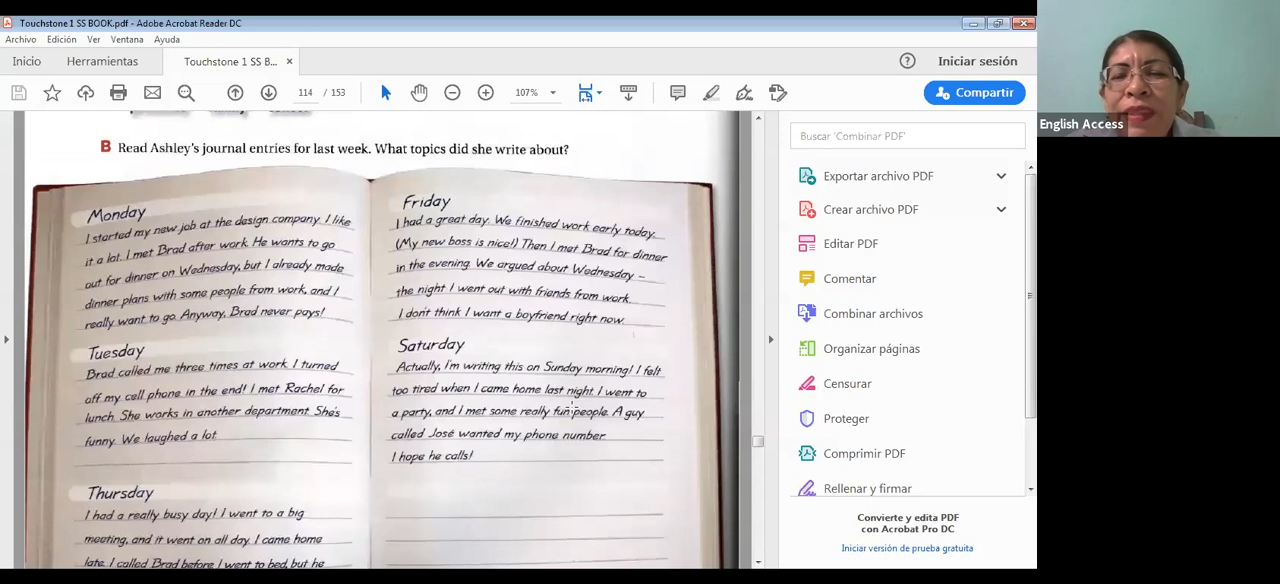 Touchstone 1 SS BOOK.pdf - Adobe Acrobat Reader DC
Archivo Edición Ver Ventana Ayuda
Inicio Herramientas Touchstone 1 SS B... × Iniciar sesión
114 / 153 107% Compartir
B Read Ashley's journal entries for last week. What topics did she write about?
Monday
I started my new job at the design company. I like
it a lot. I met Brad after work. He wants to go
out for dinner on Wednesday, but I already made
dinner plans with some people from work, and I
really want to go. Anyway, Brad never pays!
Tuesday
Brad called me three times at work. I turned
off my cell phone in the end! I met Rachel for
lunch. She works in another department. She's
funny. We laughed a lot.
Thursday
I had a really busy day! I went to a big
meeting, and it went on all day. I came home
late. I called Brad before I went to bed, but he
Friday
I had a great day. We finished work early today.
(My new boss is nice!) Then I met Brad for dinner
in the evening. We argued about Wednesday –
the night I went out with friends from work.
I don't think I want a boyfriend right now.
Saturday
Actually, I'm writing this on Sunday morning! I felt
too tired when I came home last night. I went to
a party, and I met some really fun people. A guy
called José wanted my phone number.
I hope he calls!
Buscar 'Combinar PDF'
Exportar archivo PDF
Crear archivo PDF
Editar PDF
Comentar
Combinar archivos
Organizar páginas
Censurar
Proteger
Comprimir PDF
Rellenar y firmar
Convierte y edita PDF
con Acrobat Pro DC
Iniciar versión de prueba gratuita
English Access